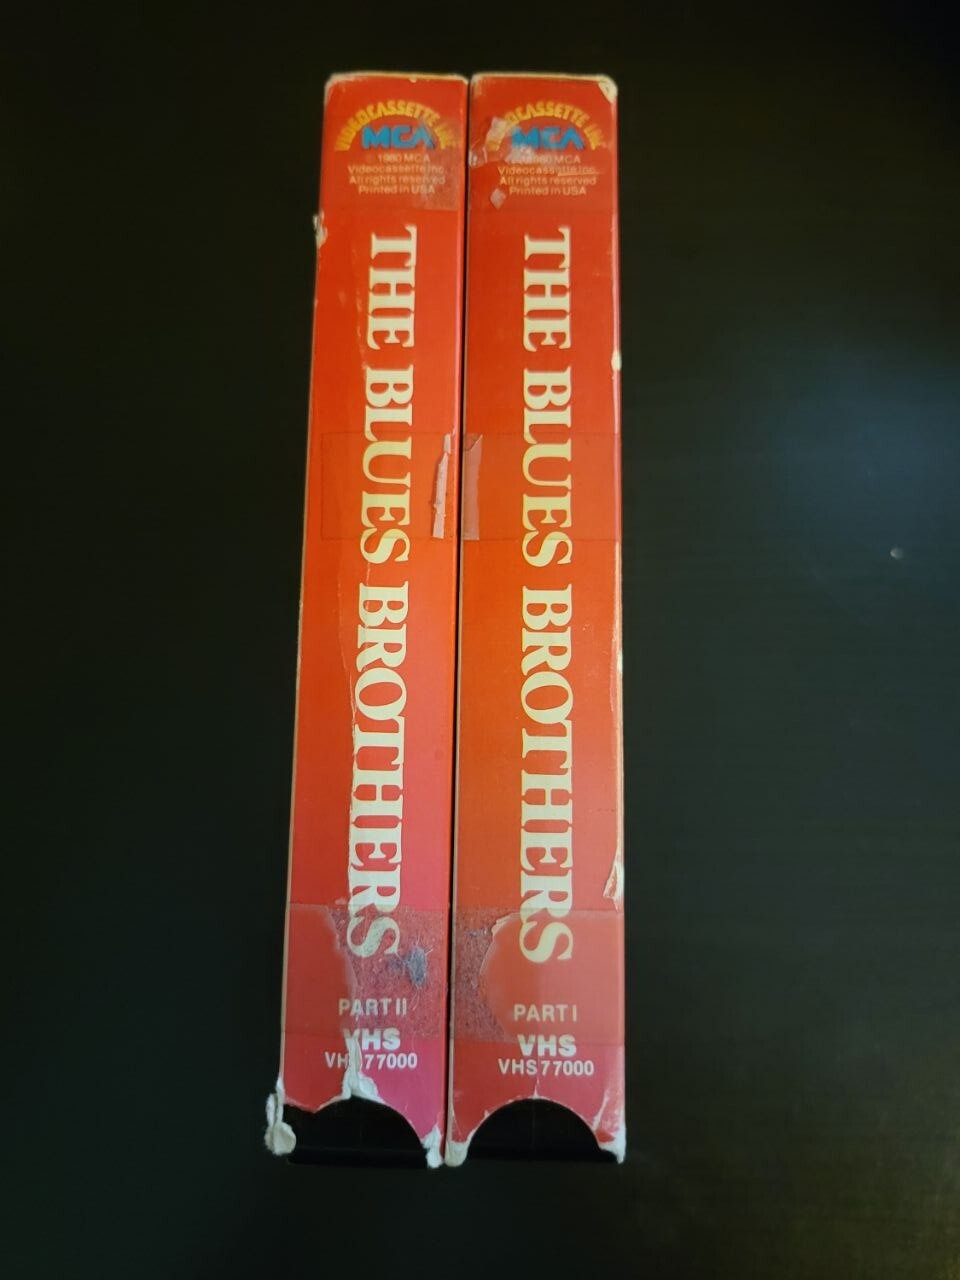 VIDEOCASSETTE INC
MCA
© 1980 MCA
Videocassette Inc.
All rights reserved
Printed in USA
THE BLUES BROTHERS
PART II
VHS
VHS 77000
VIDEOCASSETTE INC
MCA
© 1980 MCA
Videocassette Inc.
All rights reserved
Printed in USA
THE BLUES BROTHERS
PART I
VHS
VHS 77000